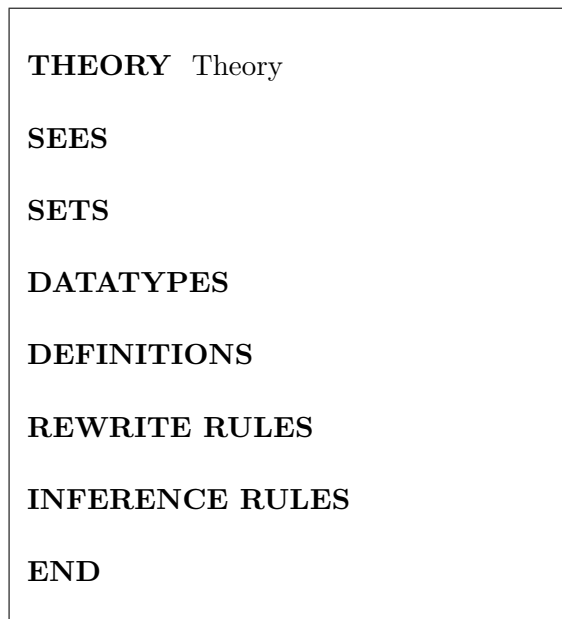 THEORY Theory
SEES
SETS
DATATYPES
DEFINITIONS
REWRITE RULES
INFERENCE RULES
END